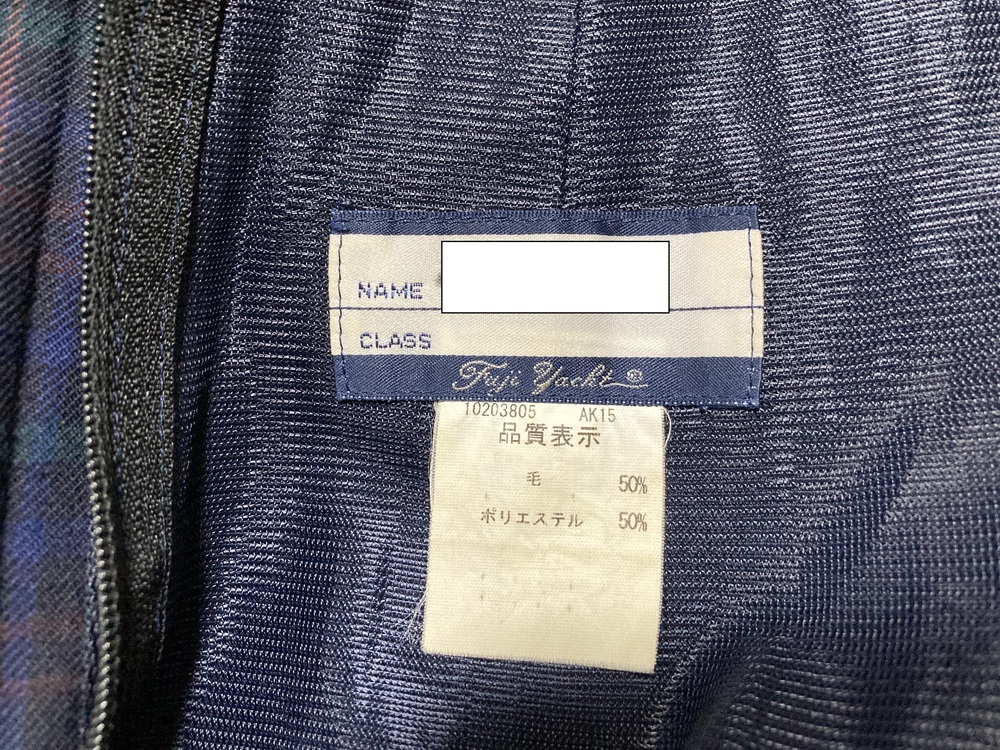 NAME
CLASS
Fuji Yacht®
10203805 AK15
品質表示
毛 50%
ポリエステル 50%